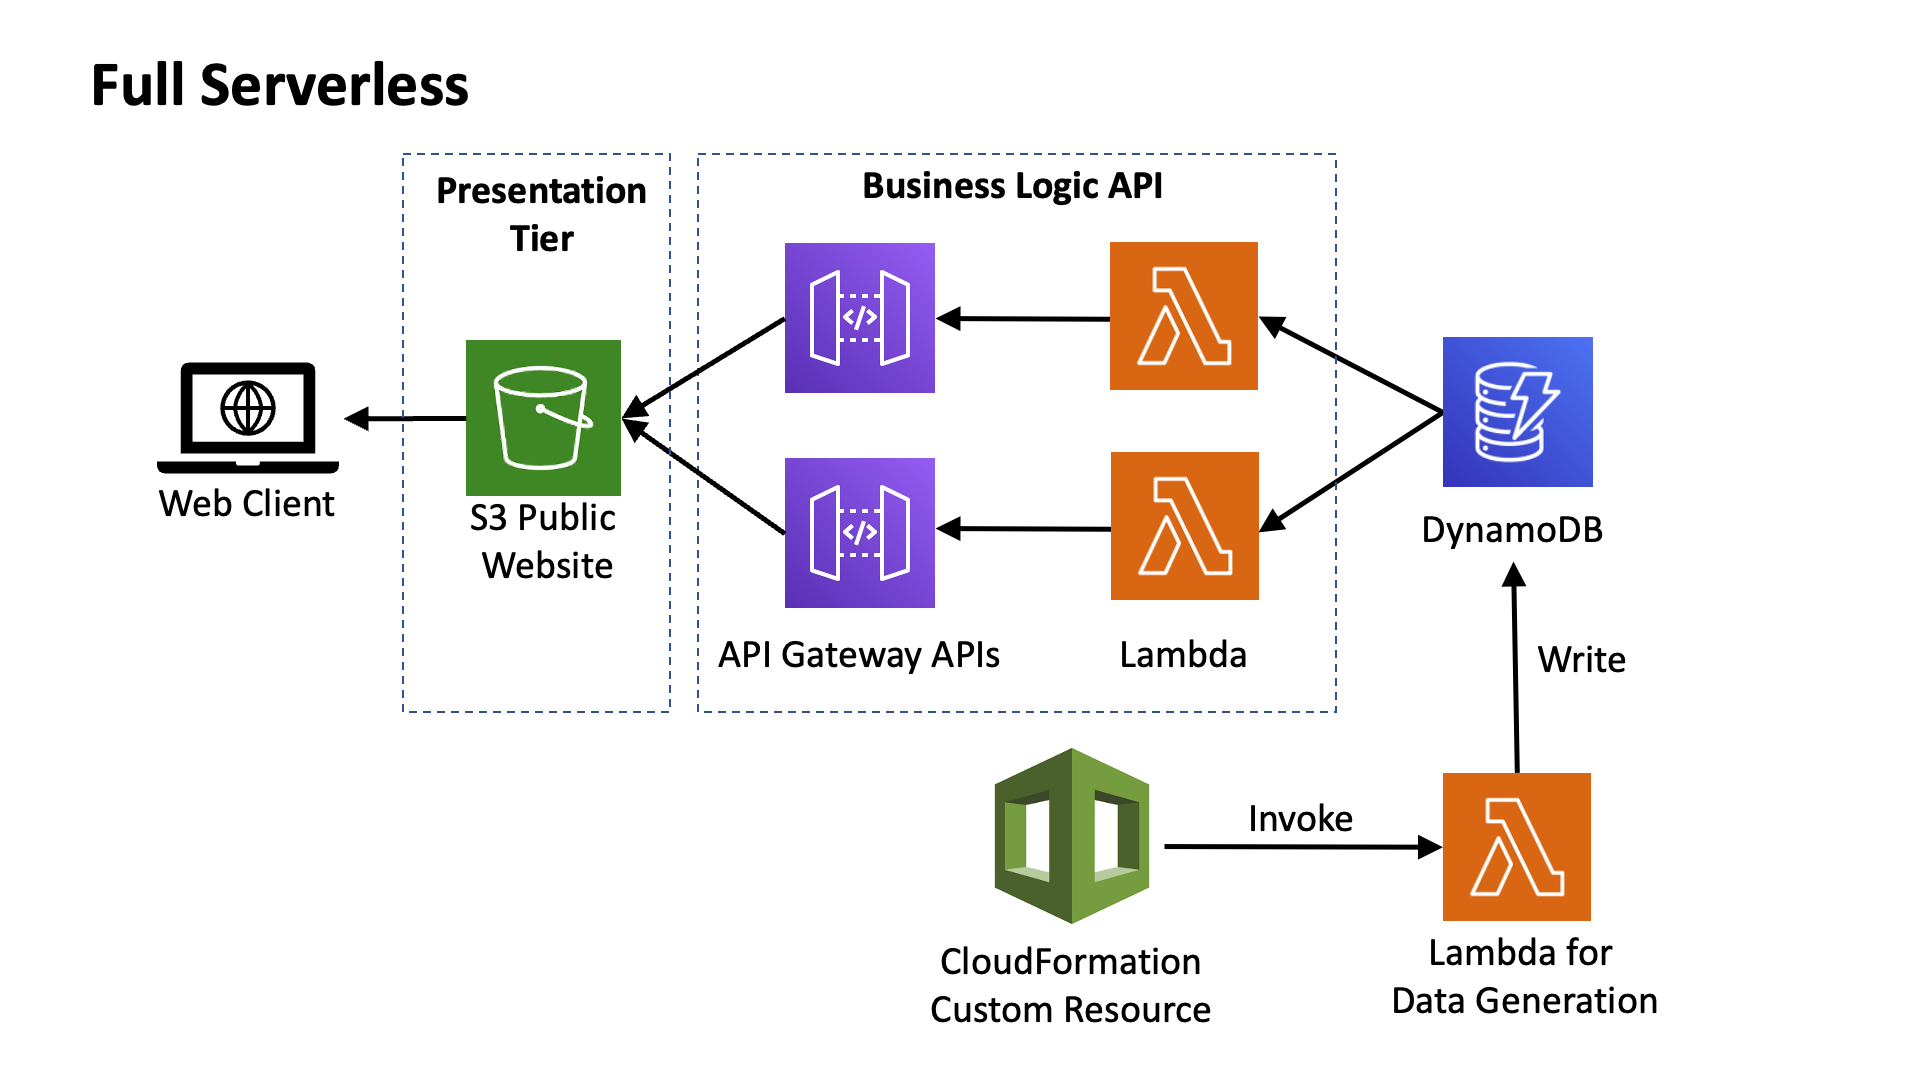 Full Serverless
Presentation
Tier
Business Logic API
</>
</>
Web Client
S3 Public
Website
API Gateway APIs
Lambda
DynamoDB
Write
Invoke
CloudFormation
Custom Resource
Lambda for
Data Generation